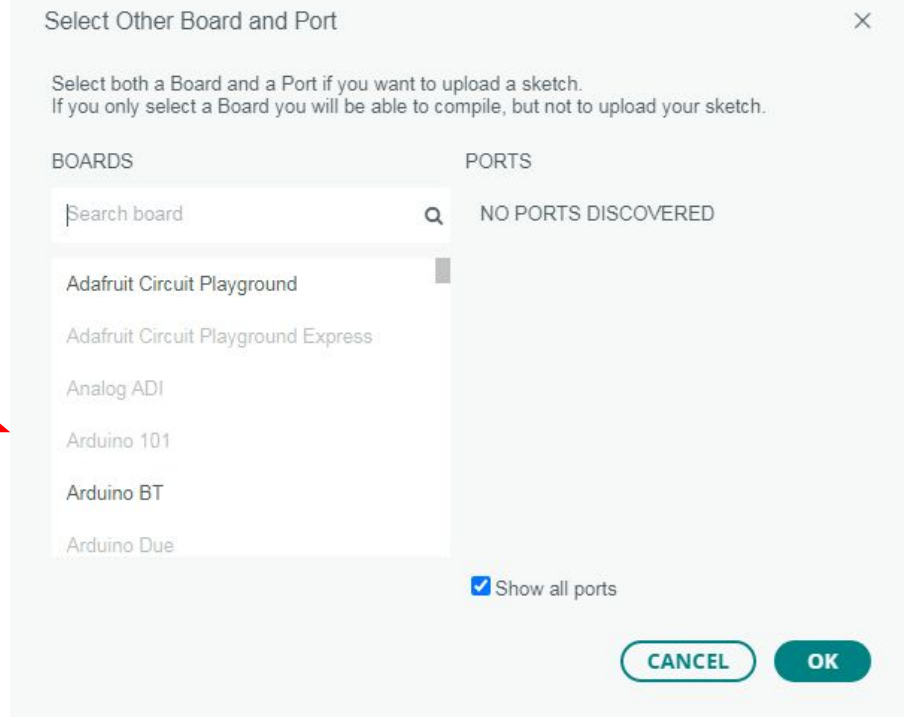 Select Other Board and Port
Select both a Board and a Port if you want to upload a sketch.
If you only select a Board you will be able to compile, but not to upload your sketch.
BOARDS
PORTS
Search board
NO PORTS DISCOVERED
Adafruit Circuit Playground
Adafruit Circuit Playground Express
Analog ADI
Arduino 101
Arduino BT
Arduino Due
Show all ports
CANCEL
OK